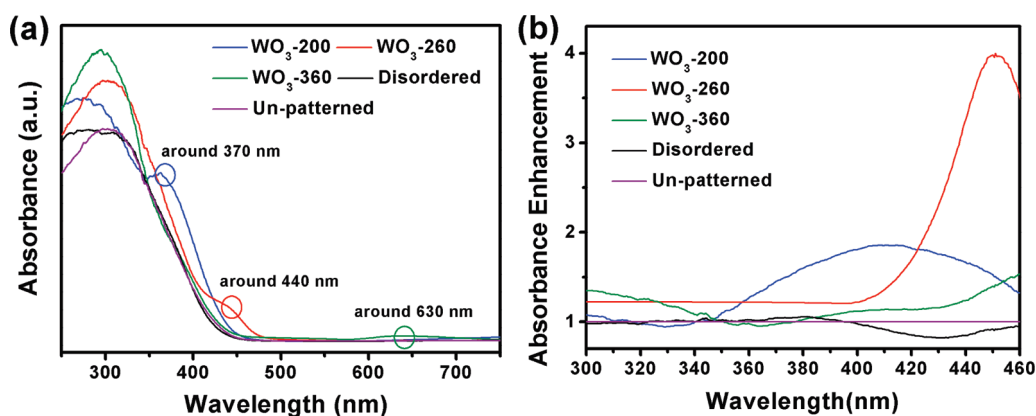 (a)
WO3-200 WO3-260
WO3-360 Disordered
Un-patterned
around 370 nm
around 440 nm
around 630 nm
Absorbance (a.u.)
300 400 500 600 700
Wavelength (nm)
(b)
WO3-200
WO3-260
WO3-360
Disordered
Un-patterned
Absorbance Enhancement
4
3
2
1
300 320 340 360 380 400 420 440 460
Wavelength(nm)